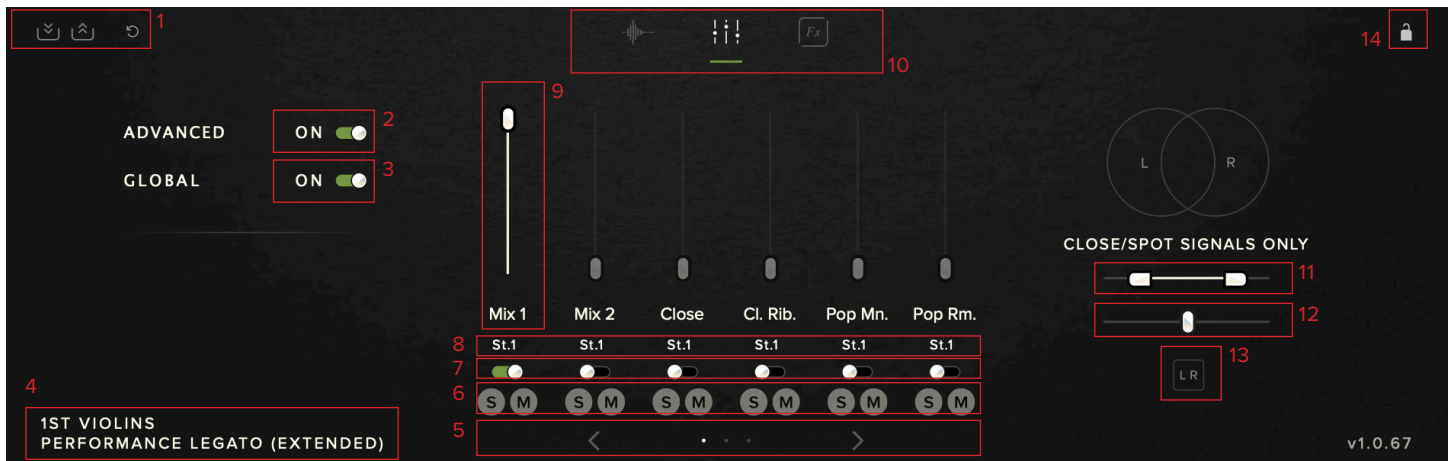 1
10
14
Fx
9
ADVANCED ON 2
GLOBAL ON 3
L R
CLOSE/SPOT SIGNALS ONLY
11
12
Mix 1 Mix 2 Close Cl. Rib. Pop Mn. Pop Rm.
8 St.1 St.1 St.1 St.1 St.1 St.1
7
13
LR
6 S M S M S M S M S M S M
4
5
1ST VIOLINS
PERFORMANCE LEGATO (EXTENDED)
v1.0.67